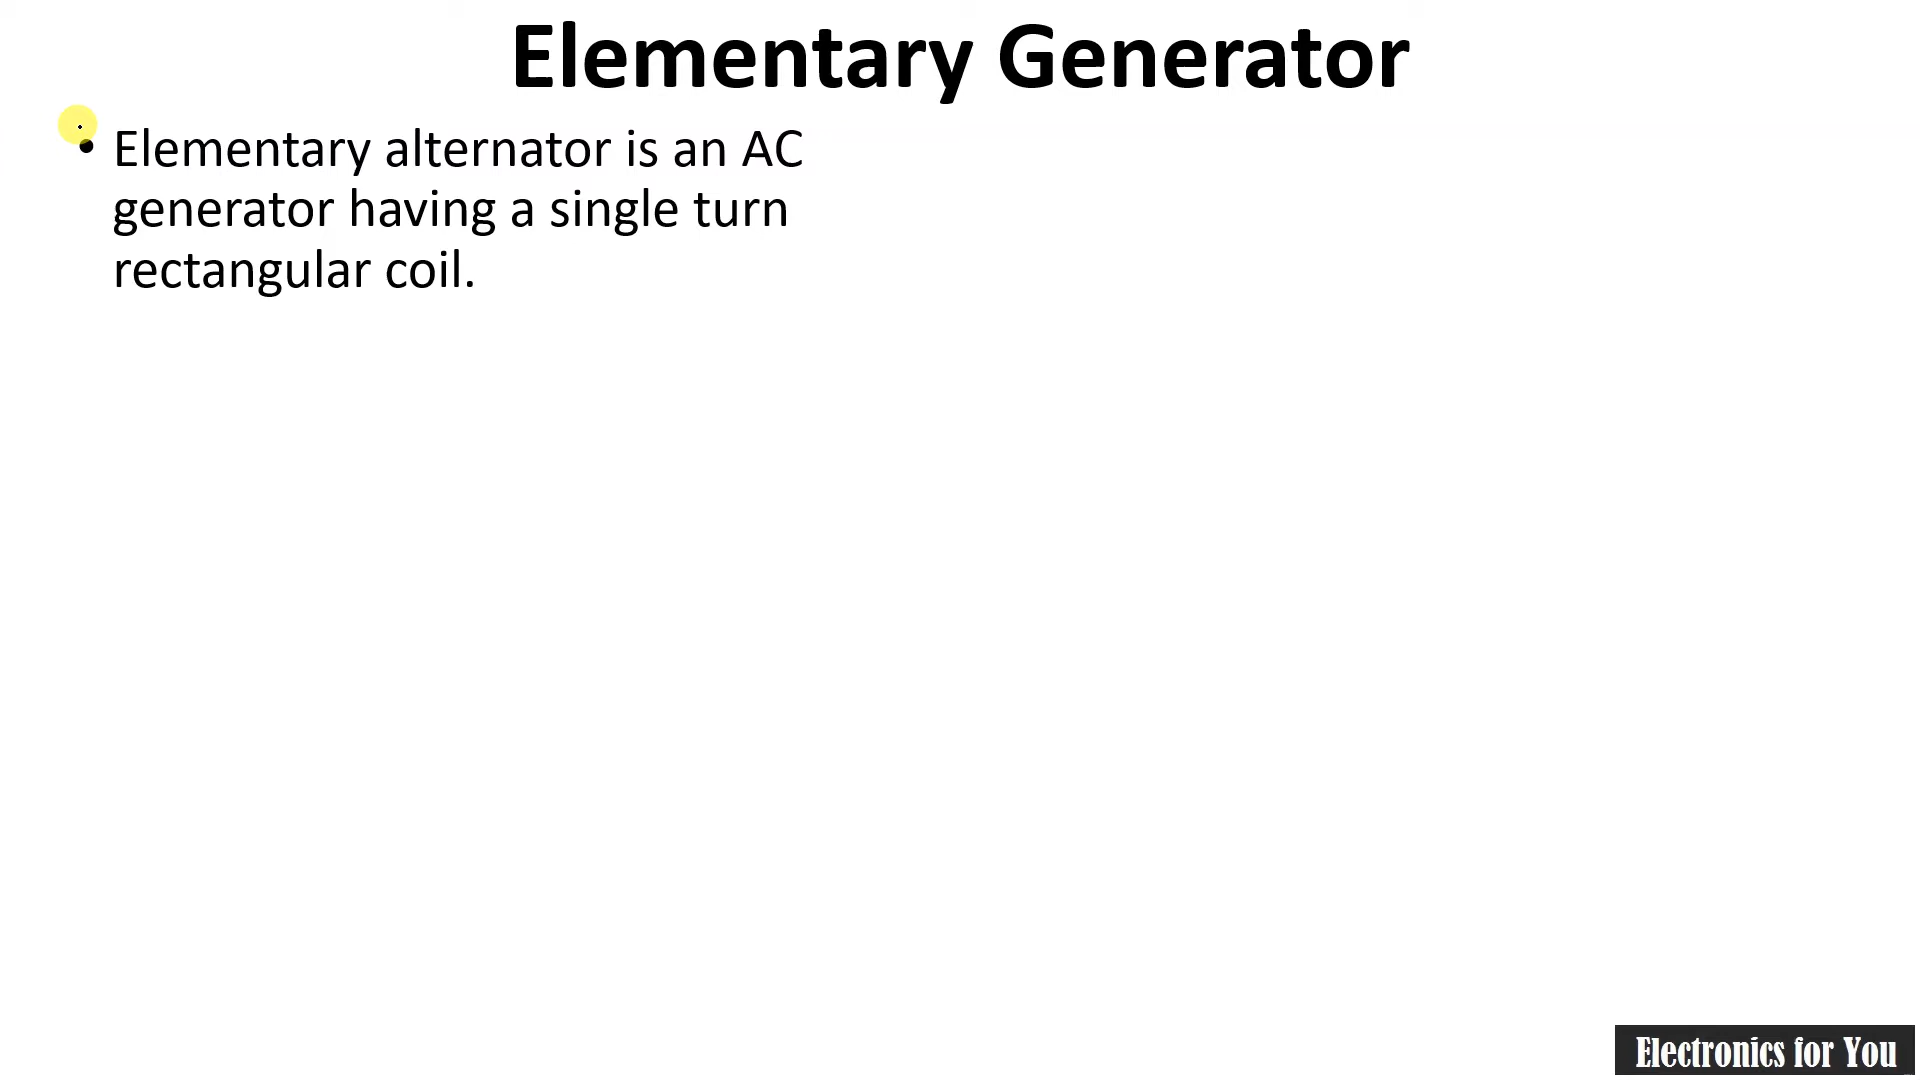 Elementary Generator
• Elementary alternator is an AC
generator having a single turn
rectangular coil.
Electronics for You